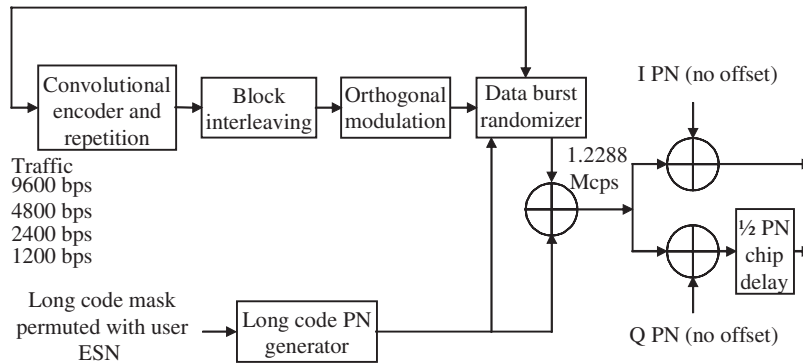 I PN (no offset)
Convolutional
encoder and
repetition
Block
interleaving
Orthogonal
modulation
Data burst
randomizer
1.2288
Mcps
Traffic
9600 bps
4800 bps
2400 bps
1200 bps
½ PN
chip
delay
Long code mask
permuted with user
ESN
Long code PN
generator
Q PN (no offset)